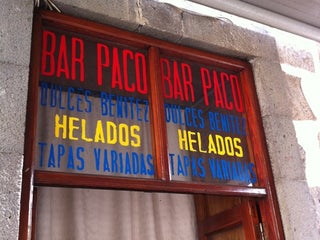 BAR PACO
DULCES BENITEZ
HELADOS
TAPAS VARIADAS
BAR PACO
DULCES BENITEZ
HELADOS
TAPAS VARIADAS